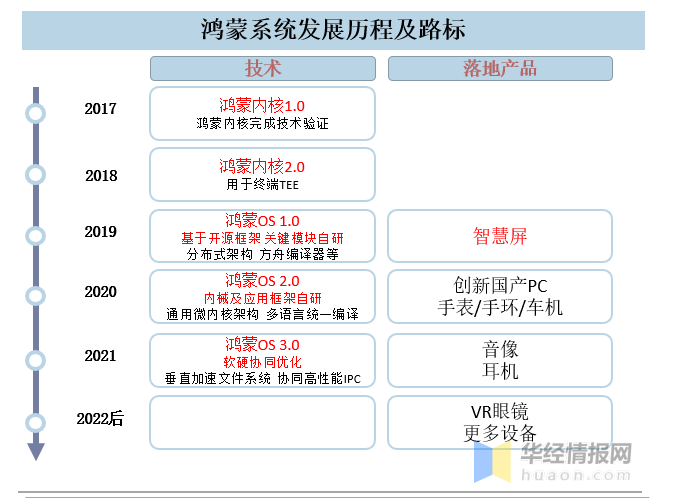 鸿蒙系统发展历程及路标
技术
落地产品
2017
鸿蒙内核1.0
鸿蒙内核完成技术验证
2018
鸿蒙内核2.0
用于终端TEE
2019
鸿蒙OS 1.0
基于开源框架 关键模块自研
分布式架构 方舟编译器等
智慧屏
2020
鸿蒙OS 2.0
内械及应用框架自研
通用微内核架构 多语言统一编译
创新国产PC
手表/手环/车机
2021
鸿蒙OS 3.0
软硬协同优化
垂直加速文件系统 协同高性能IPC
音像
耳机
2022后
VR眼镜
更多设备
华经情报网
huaon.com